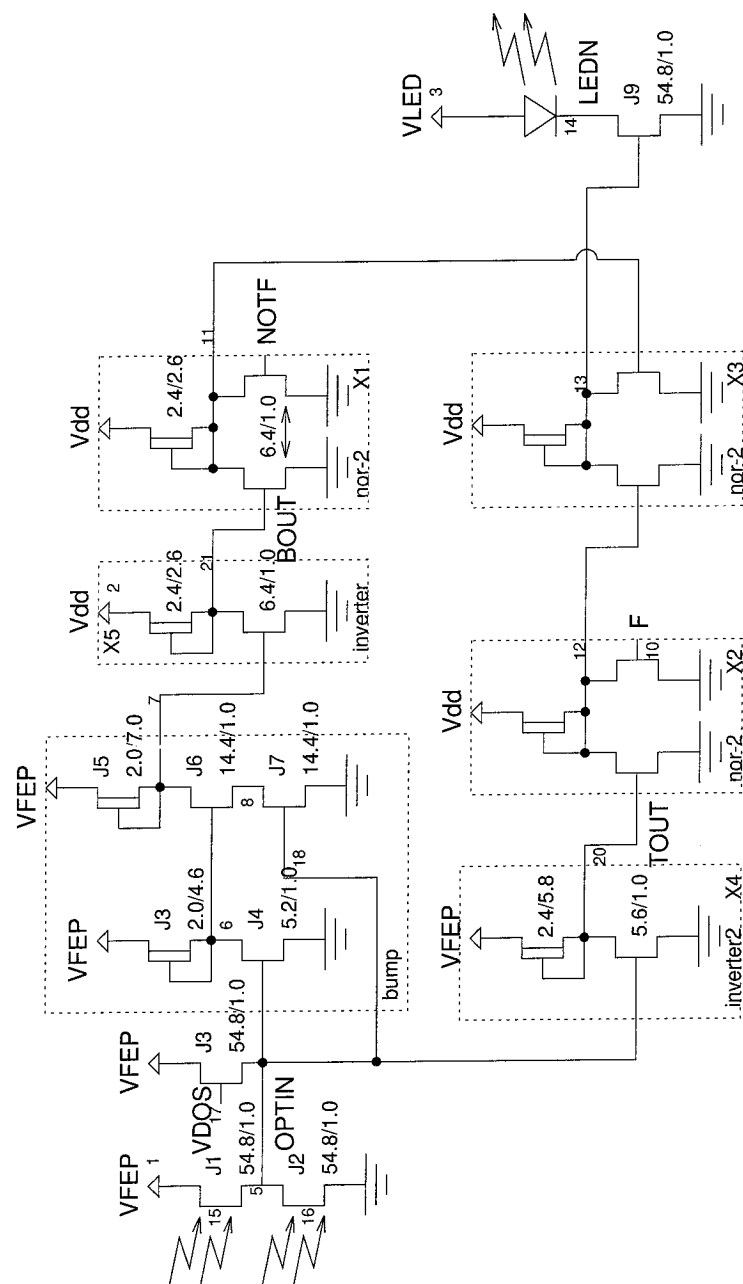 VFEP
1
J1
15
54.8/1.0
5
J2
16
54.8/1.0
OPTIN
VFEP
J3
VDOS
17
54.8/1.0
VFEP
J3
2.0/4.6
6
J4
5.2/1.0
18
VFEP
J5
2.0/7.0
J6
14.4/1.0
8
J7
14.4/1.0
bump
7
Vdd
2
X5
2.4/2.6
21
6.4/1.0
inverter
BOUT
Vdd
2.4/2.6
11
6.4/1.0
NOTF
nor-2
X1
VFEP
2.4/5.8
5.6/1.0
inverter2
X4
20
TOUT
Vdd
12
F
10
nor-2
X2
Vdd
13
nor-2
X3
VLED
3
14
LEDN
J9
54.8/1.0